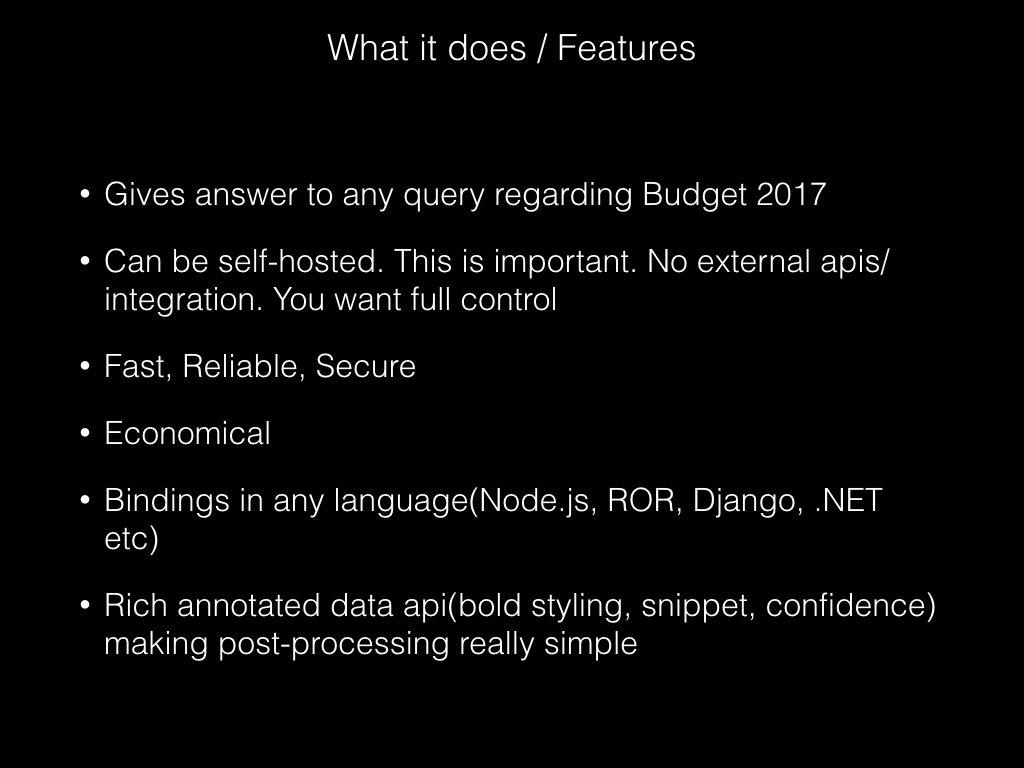 What it does / Features
• Gives answer to any query regarding Budget 2017
• Can be self-hosted. This is important. No external apis/
integration. You want full control
• Fast, Reliable, Secure
• Economical
• Bindings in any language(Node.js, ROR, Django, .NET
etc)
• Rich annotated data api(bold styling, snippet, confidence)
making post-processing really simple